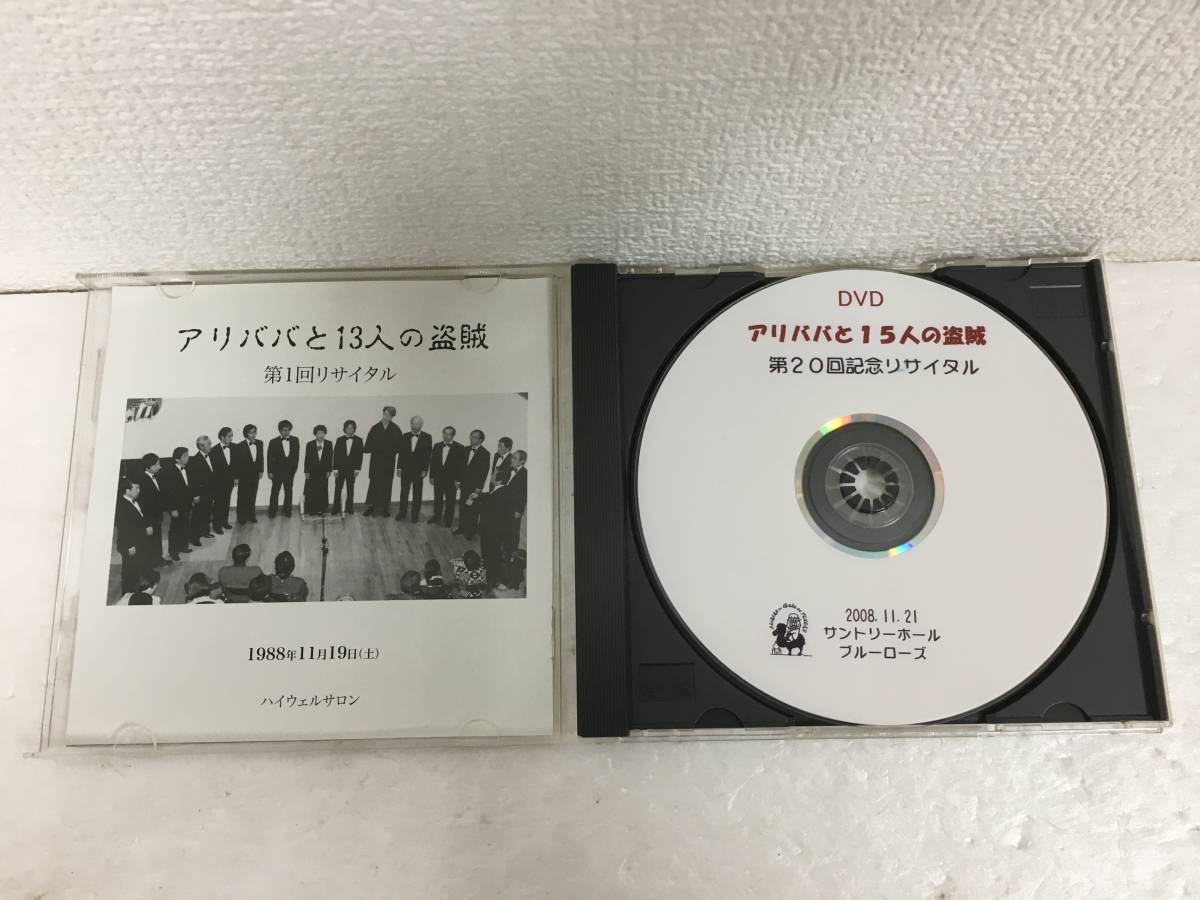 アリババと13人の盗賊
第1回リサイタル
1988年11月19日(土)
ハイウェルサロン
DVD
アリババと１５人の盗賊
第２０回記念リサイタル
2008.11.21
サントリーホール
ブルーローズ